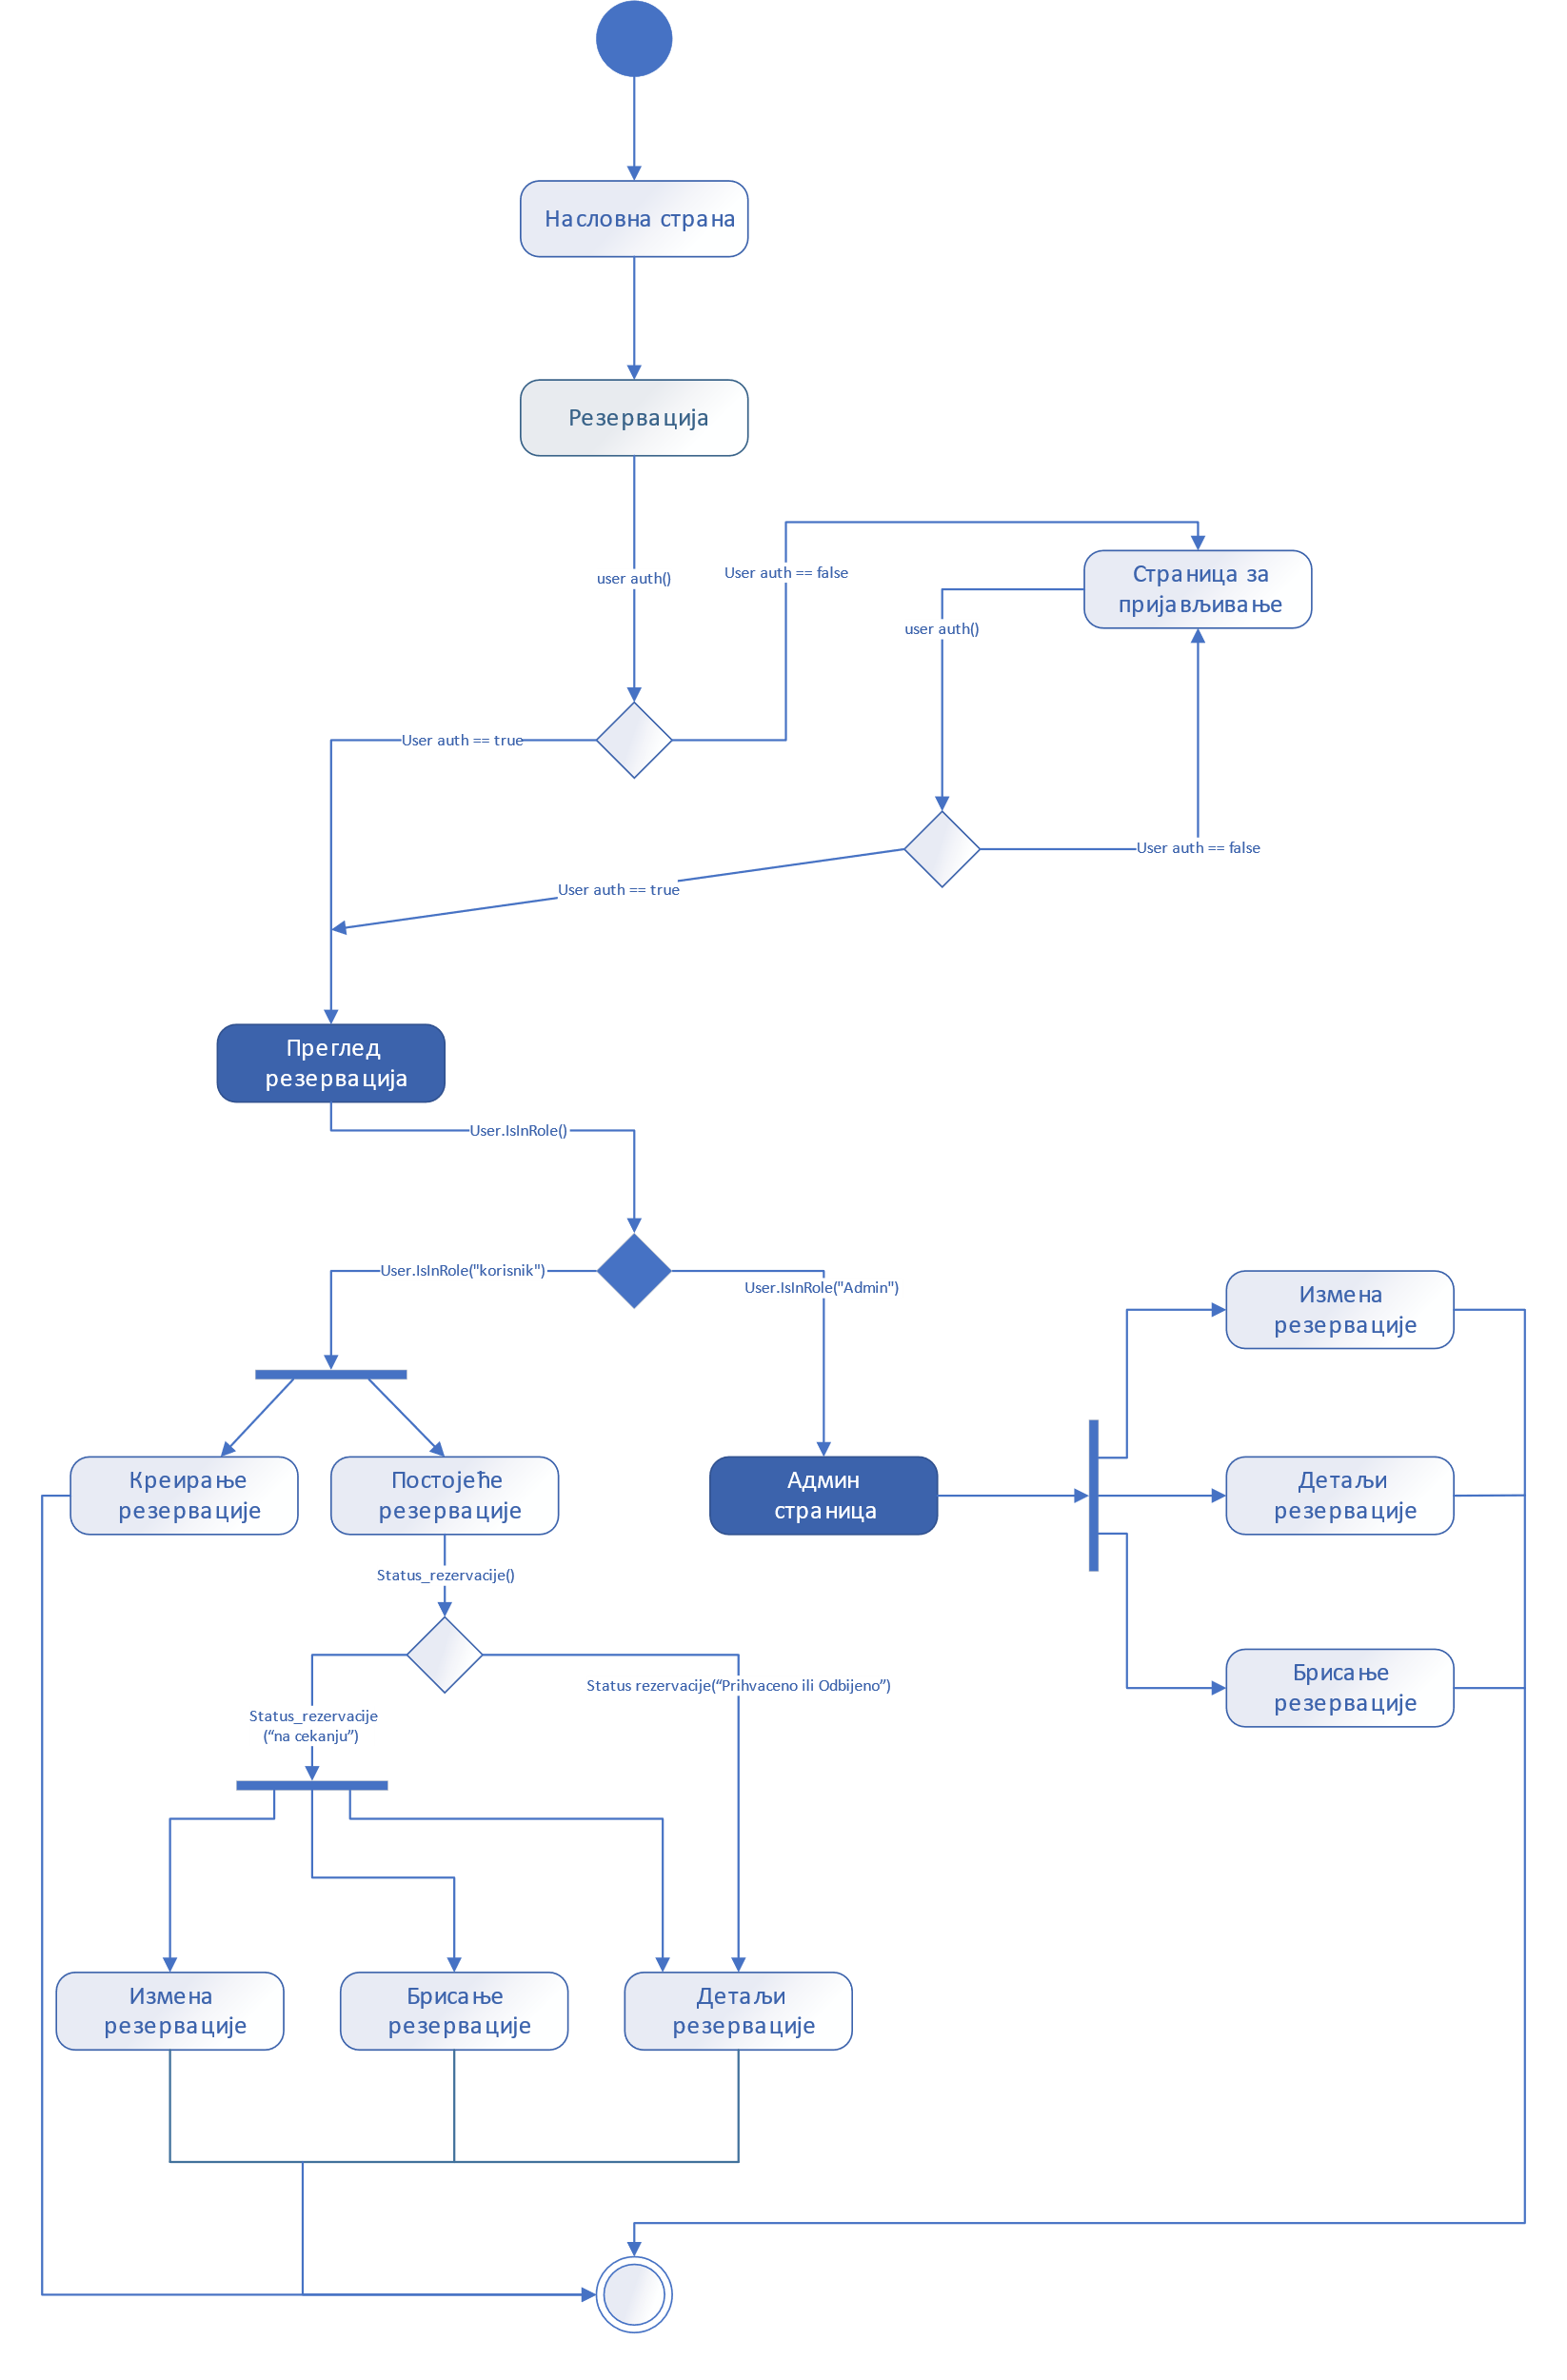 Насловна страна
Резервација
user auth()
User auth == false
Страница за
пријављивање
user auth()
User auth == true
User auth == false
User auth == true
Преглед
резервација
User.IsInRole()
User.IsInRole("korisnik")
User.IsInRole("Admin")
Измена
резервације
Креирање
резервације
Постојеће
резервације
Админ
страница
Детаљи
резервације
Status_rezervacije()
Status rezervacije(“Prihvaceno ili Odbijeno”)
Брисање
резервације
Status_rezervacije
(“na cekanju”)
Измена
резервације
Брисање
резервације
Детаљи
резервације